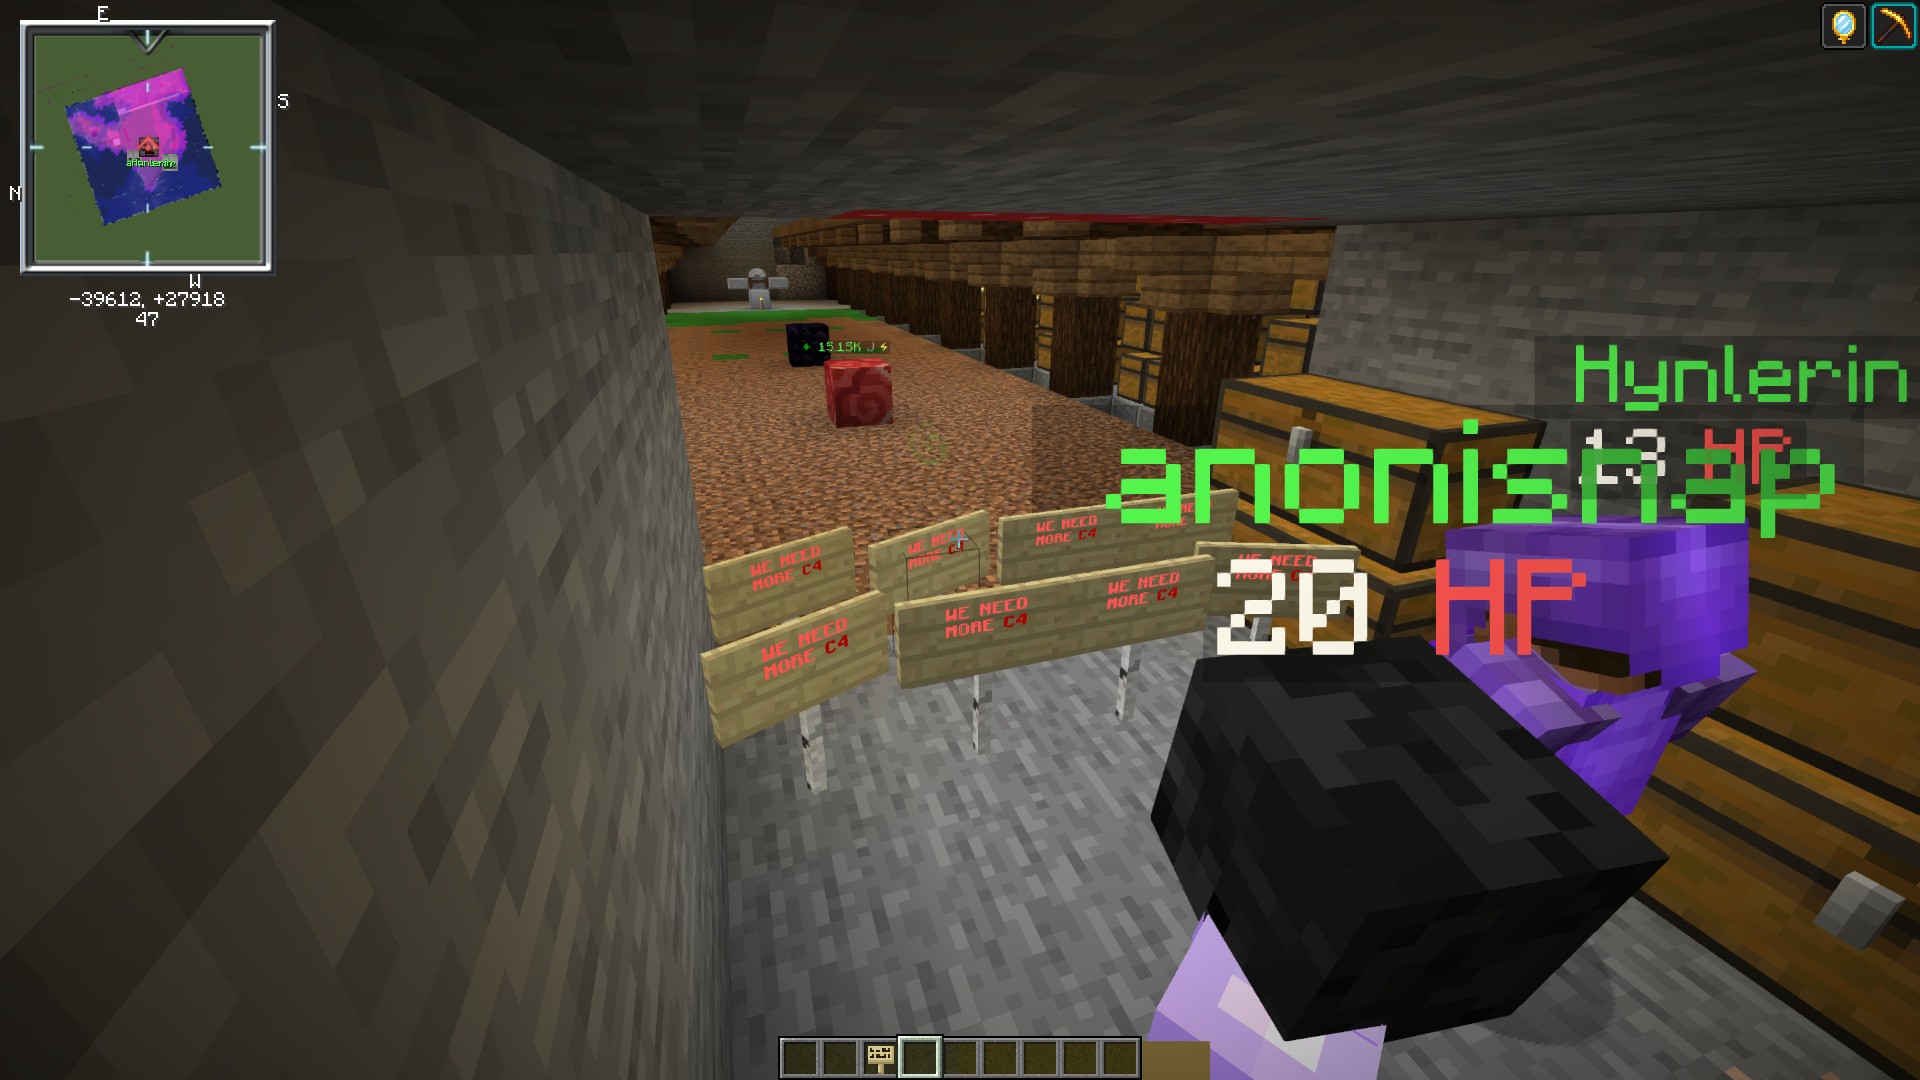 E
S
N
W
-39612, +27918
47
aHynlerin
+ 15.15K J
Hynlerin
13 HP
.anonisnap
20 HP
WE NEED
MORE C4
WE NEED
MORE C4
WE NEED
MORE C4
WE NEED
MORE
WE NEED
MORE C4
WE NEED
MORE C4
WE NEED
MORE C4
WE NEED
MORE C4